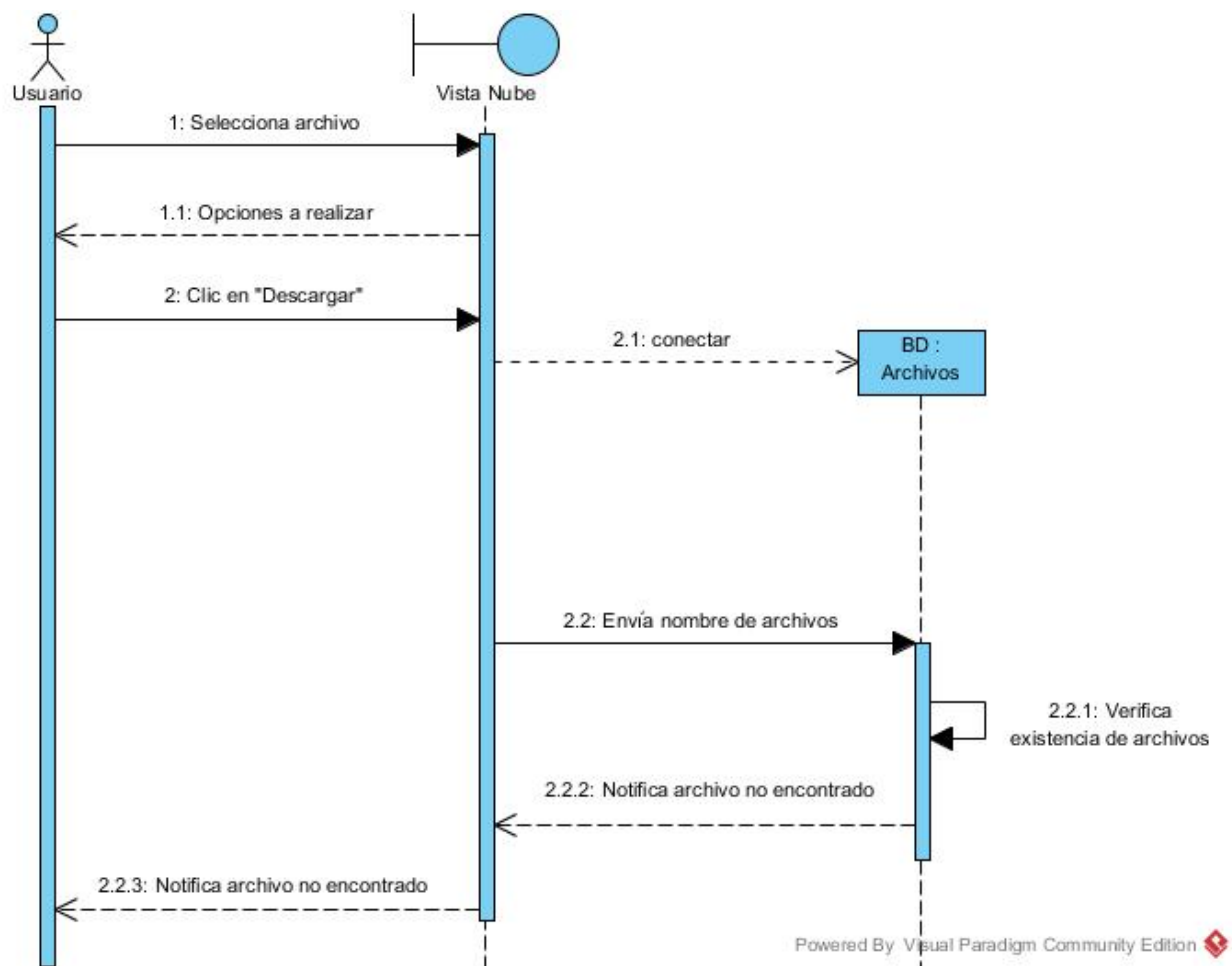 Usuario
Vista Nube
1: Selecciona archivo
1.1: Opciones a realizar
2: Clic en "Descargar"
2.1: conectar
BD :
Archivos
2.2: Envía nombre de archivos
2.2.1: Verifica
existencia de archivos
2.2.2: Notifica archivo no encontrado
2.2.3: Notifica archivo no encontrado
Powered By Visual Paradigm Community Edition